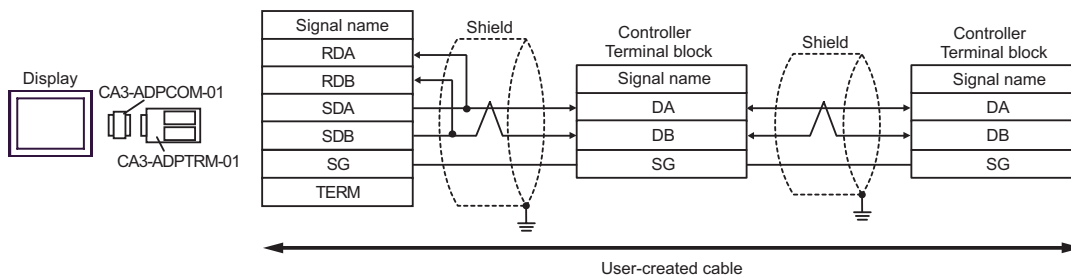 Display
CA3-ADPCOM-01
CA3-ADPTRM-01
Signal name
RDA
RDB
SDA
SDB
SG
TERM
Shield
Controller
Terminal block
Signal name
DA
DB
SG
Shield
Controller
Terminal block
Signal name
DA
DB
SG
User-created cable